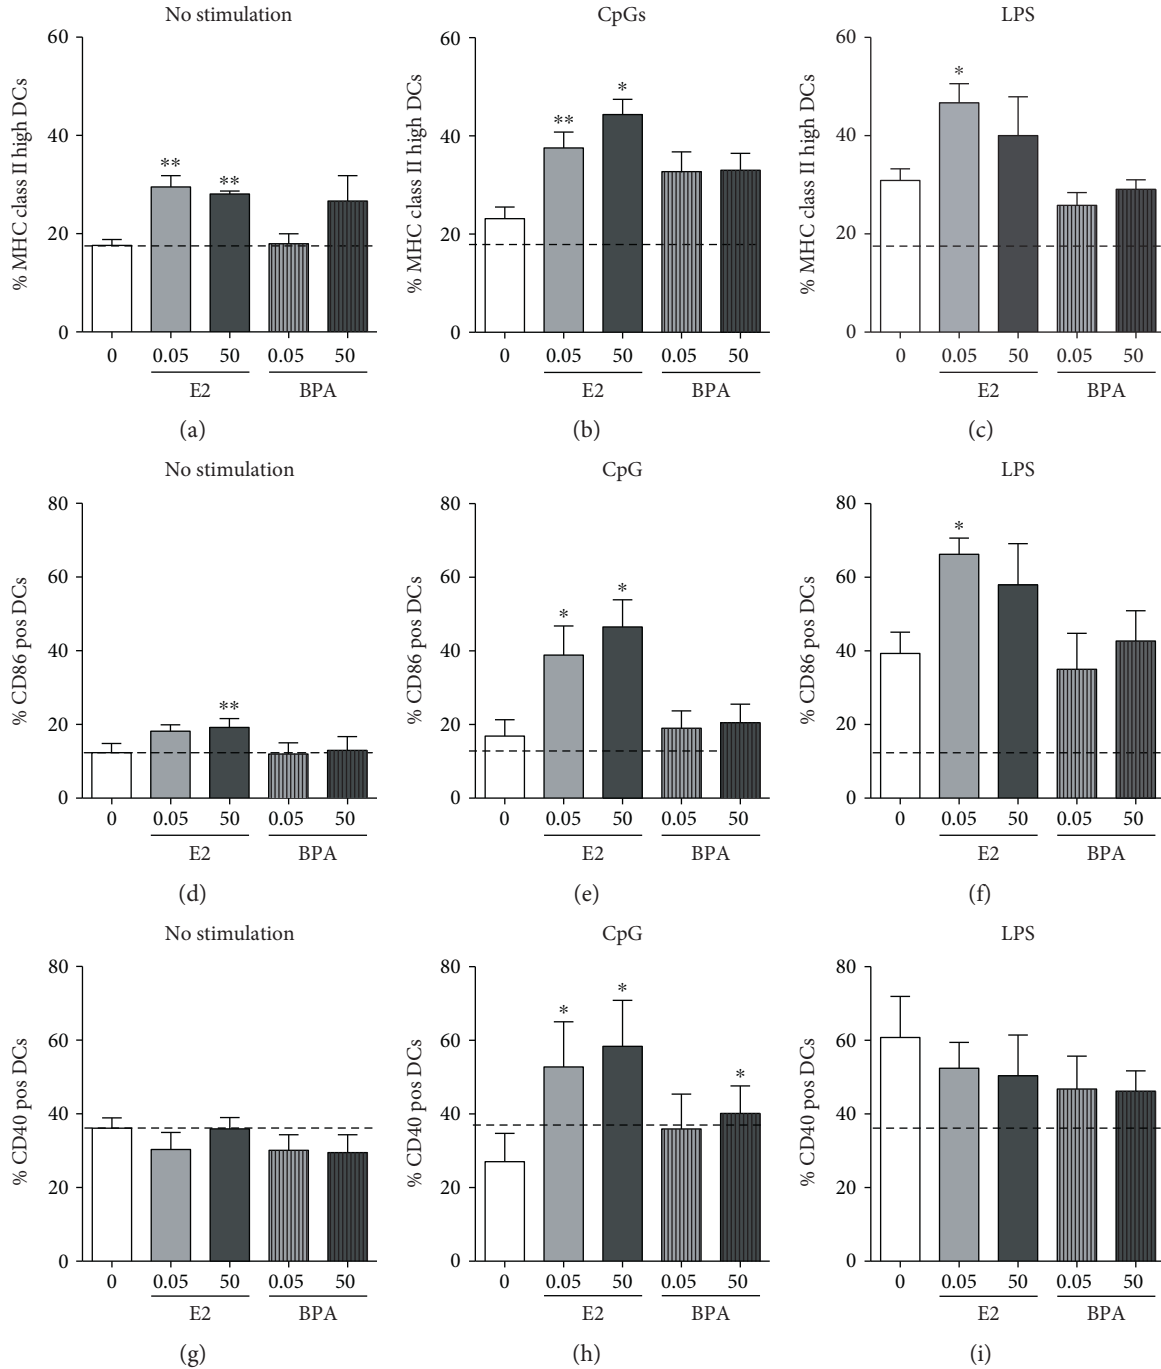 No stimulation
CpGs
LPS
% MHC class II high DCs
60
40
20
0
**
**
0 0.05 50 0.05 50
E2 BPA
(a)
% MHC class II high DCs
60
40
20
0
**
*
0 0.05 50 0.05 50
E2 BPA
(b)
% MHC class II high DCs
60
40
20
0
*
0 0.05 50 0.05 50
E2 BPA
(c)
No stimulation
CpG
LPS
% CD86 pos DCs
80
60
40
20
0
**
0 0.05 50 0.05 50
E2 BPA
(d)
% CD86 pos DCs
80
60
40
20
0
*
*
0 0.05 50 0.05 50
E2 BPA
(e)
% CD86 pos DCs
80
60
40
20
0
*
0 0.05 50 0.05 50
E2 BPA
(f)
No stimulation
CpG
LPS
% CD40 pos DCs
80
60
40
20
0
0 0.05 50 0.05 50
E2 BPA
(g)
% CD40 pos DCs
80
60
40
20
0
*
*
*
0 0.05 50 0.05 50
E2 BPA
(h)
% CD40 pos DCs
80
60
40
20
0
0 0.05 50 0.05 50
E2 BPA
(i)